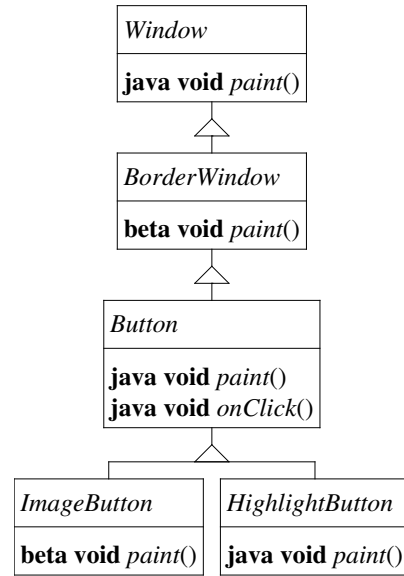 Window
java void paint()
BorderWindow
beta void paint()
Button
java void paint()
java void onClick()
ImageButton
beta void paint()
HighlightButton
java void paint()